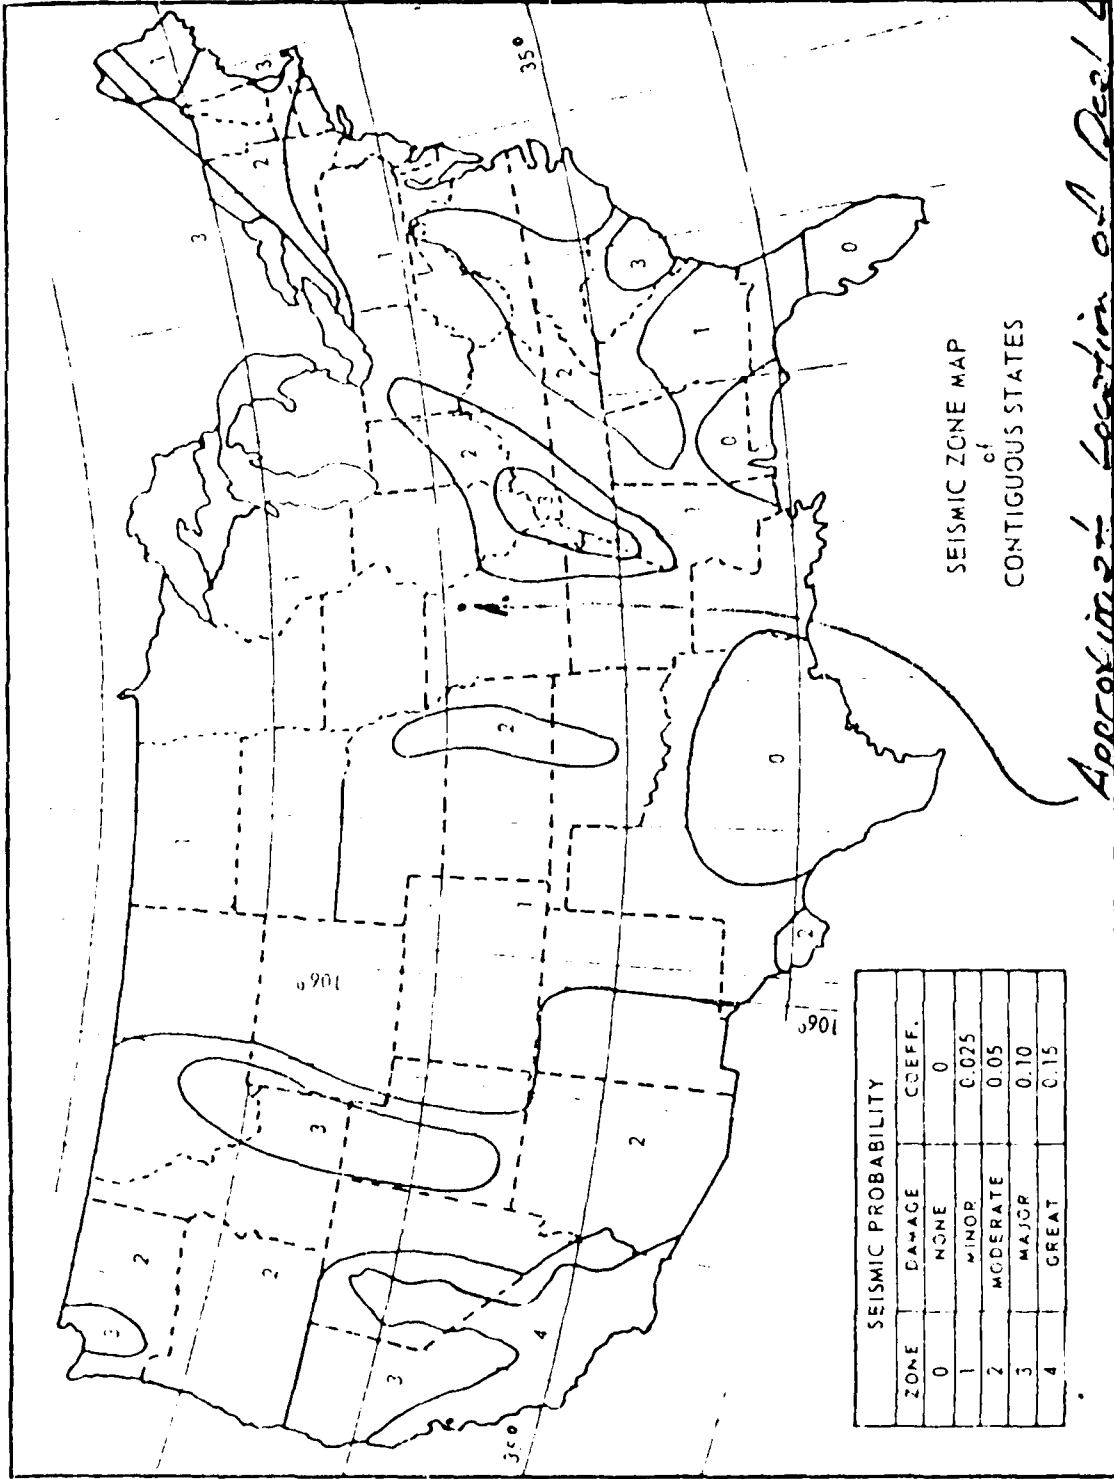 SEISMIC ZONE MAP
of
CONTIGUOUS STATES
Approximate Location of
SEISMIC PROBABILITY
ZONE DAMAGE COEFF.
0 NONE 0
1 MINOR 0.025
2 MODERATE 0.05
3 MAJOR 0.10
4 GREAT 0.15
35°
106°
106°
3
2
2
3
4
3
2
1
2
0
2
1
2
3
2
0
1
3
0
3
2
3
1